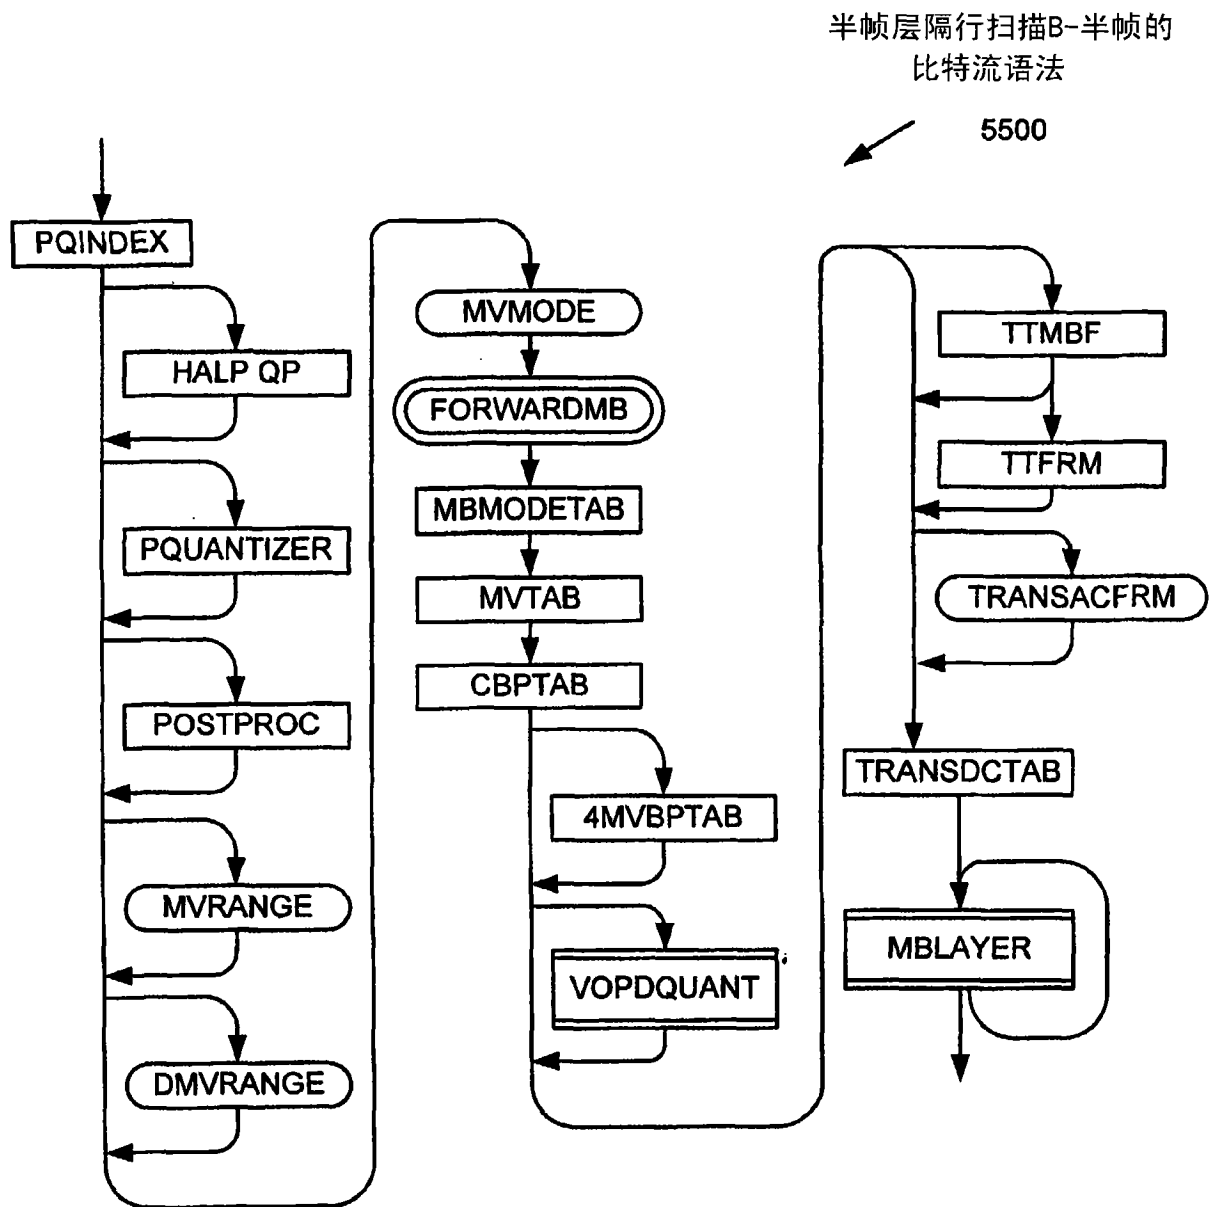 半帧层隔行扫描B-半帧的
比特流语法
5500
PQINDEX
HALP QP
PQUANTIZER
POSTPROC
MVRANGE
DMVRANGE
MVMODE
FORWARDMB
MBMODETAB
MVTAB
CBPTAB
4MVBPTAB
VOPDQUANT
TTMBF
TTFRM
TRANSACFRM
TRANSDCTAB
MBLAYER